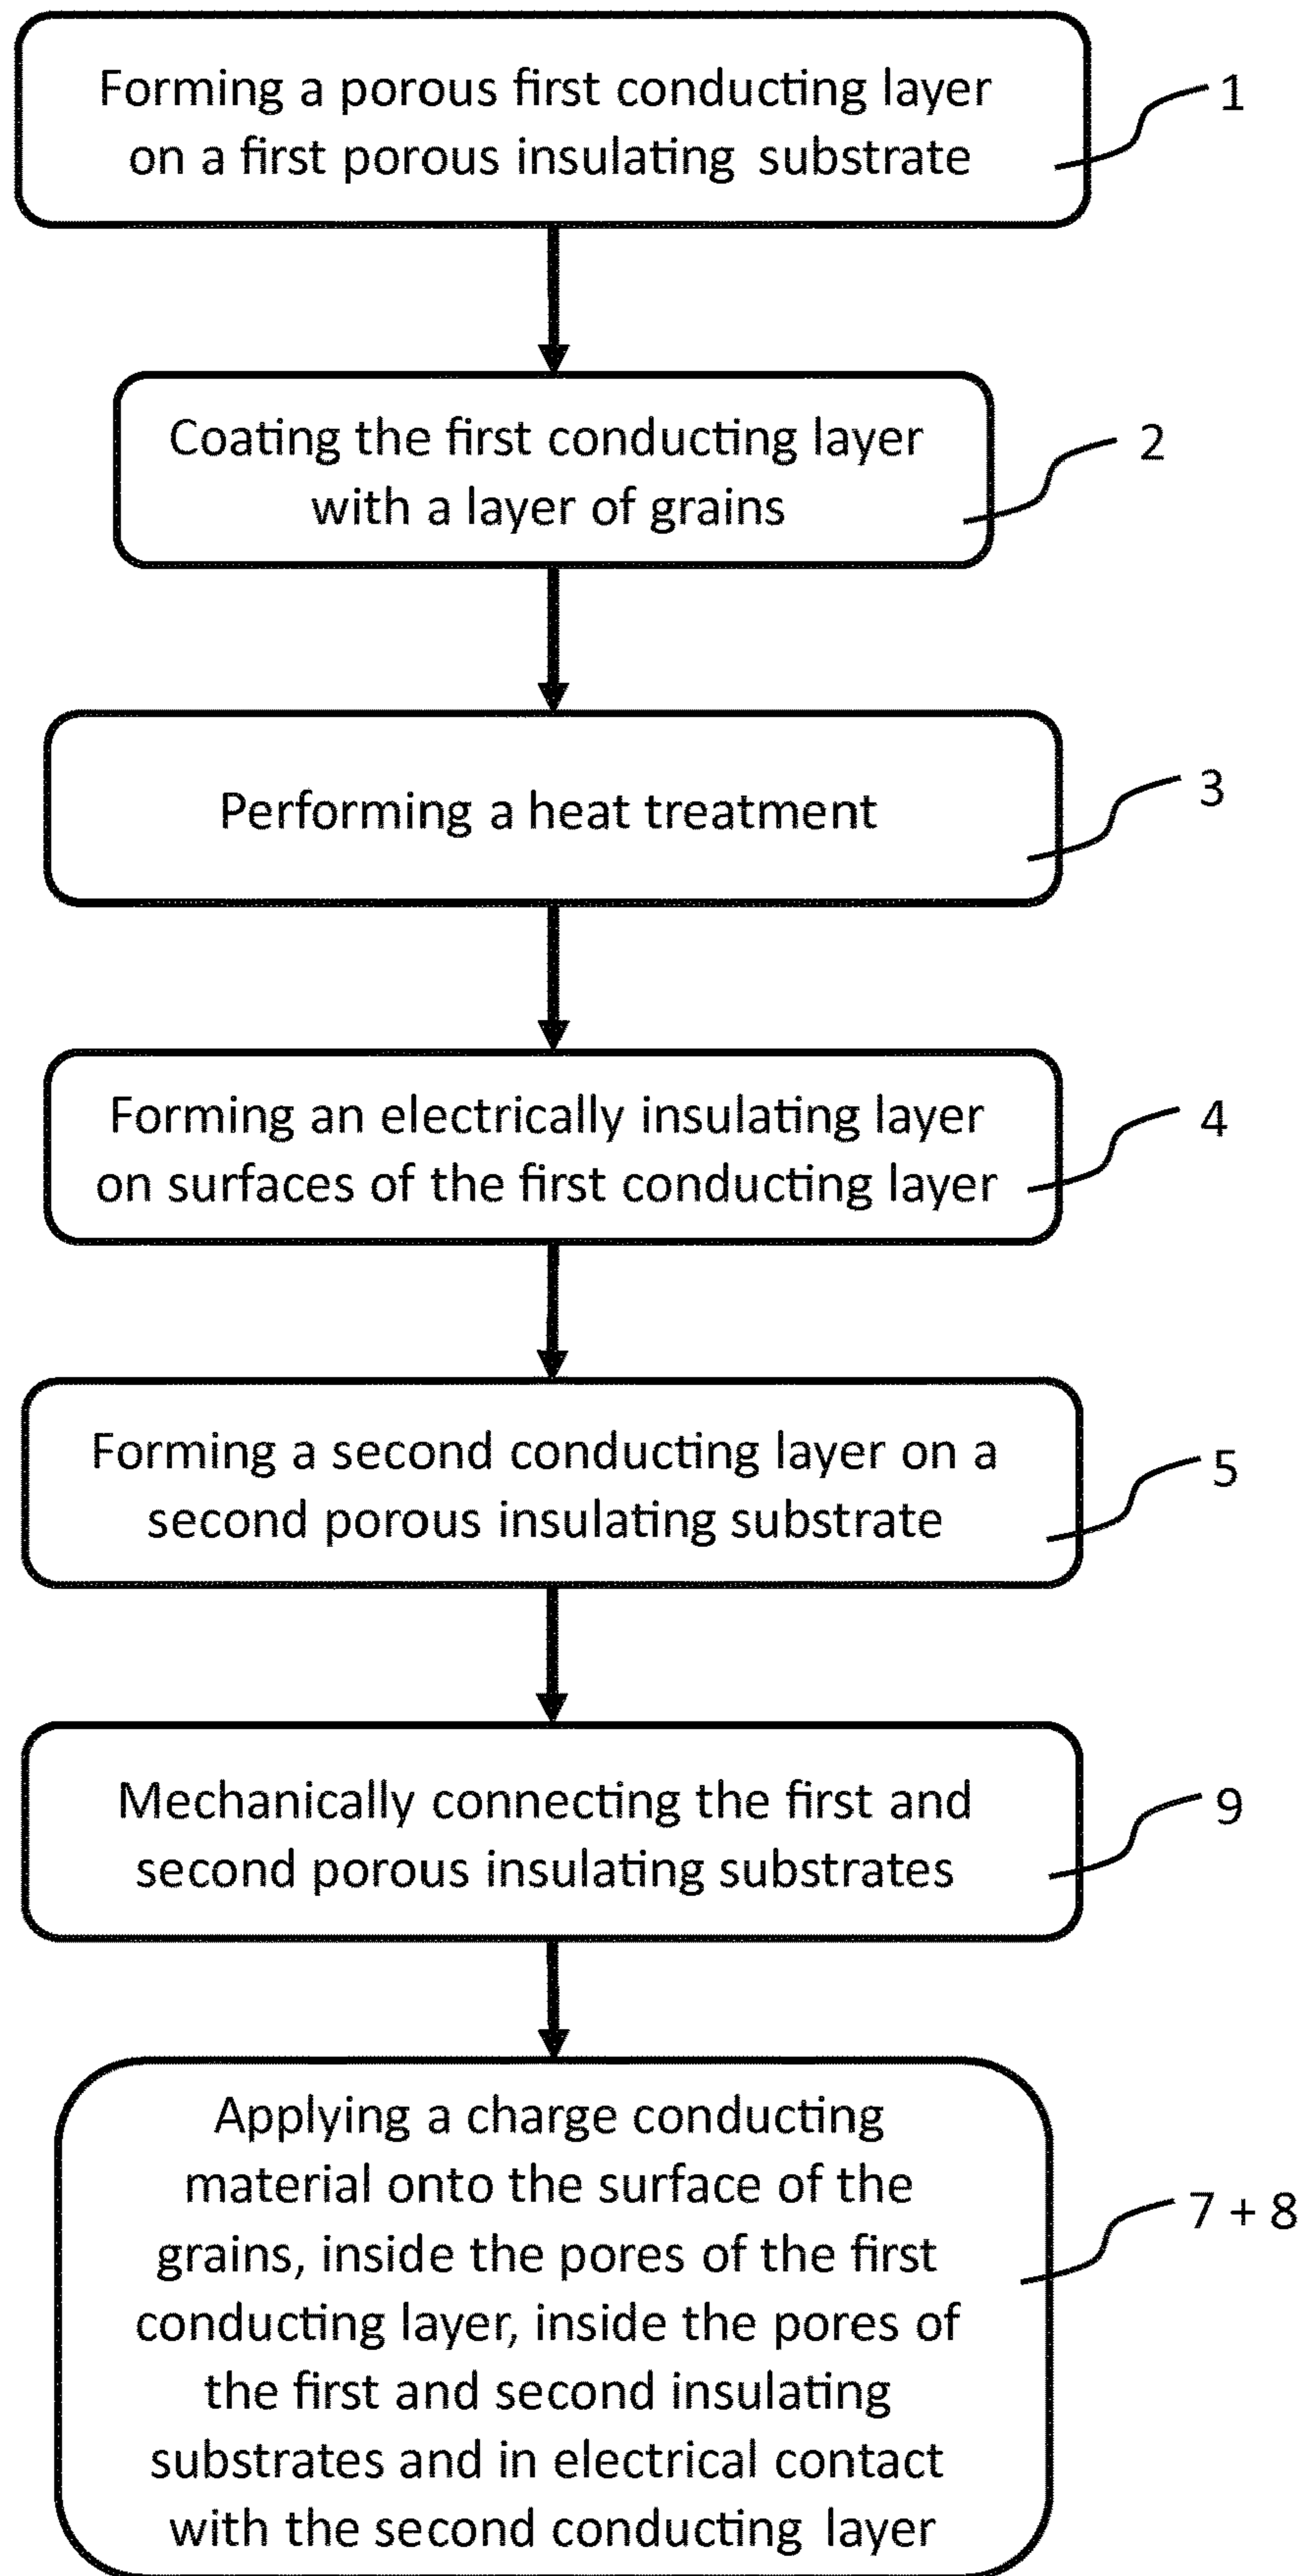 Forming a porous first conducting layer
on a first porous insulating substrate
1
Coating the first conducting layer
with a layer of grains
2
Performing a heat treatment
3
Forming an electrically insulating layer
on surfaces of the first conducting layer
4
Forming a second conducting layer on a
second porous insulating substrate
5
Mechanically connecting the first and
second porous insulating substrates
9
Applying a charge conducting
material onto the surface of the
grains, inside the pores of the first
conducting layer, inside the pores of
the first and second insulating
substrates and in electrical contact
with the second conducting layer
7 + 8